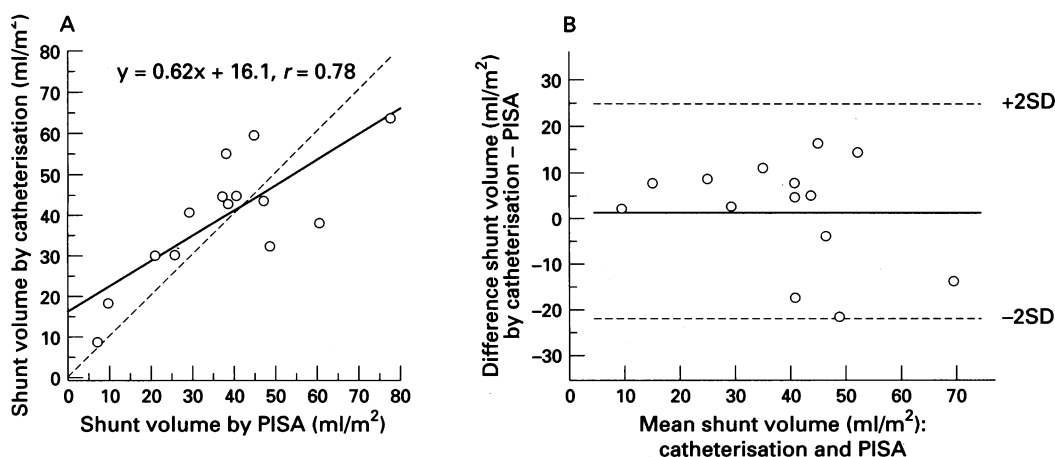 A
Shunt volume by catheterisation (ml/m²)
y = 0.62x + 16.1, r = 0.78
80
70
60
50
40
30
20
10
0
0 10 20 30 40 50 60 70 80
Shunt volume by PISA (ml/m²)
B
Difference shunt volume (ml/m²)
by catheterisation – PISA
30
20
10
0
−10
−20
−30
+2SD
−2SD
0 10 20 30 40 50 60 70
Mean shunt volume (ml/m²):
catheterisation and PISA